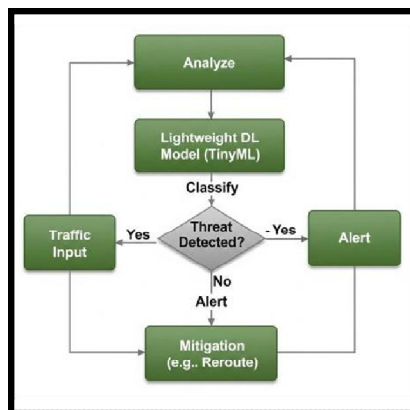 Analyze
Lightweight DL
Model (TinyML)
Classify
Threat
Detected?
Yes
- Yes
Traffic
Input
Alert
No
Alert
Mitigation
(e.g.. Reroute)